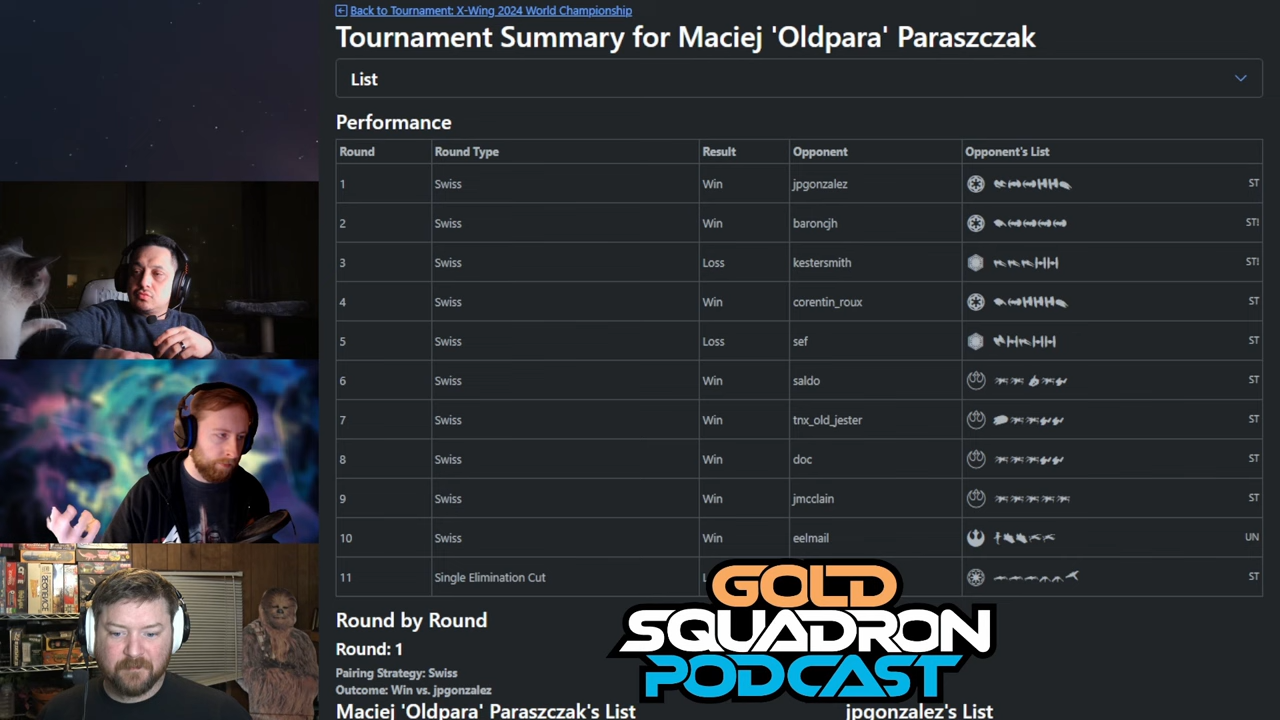 Back to Tournament: X-Wing 2024 World Championship
Tournament Summary for Maciej 'Oldpara' Paraszczak
List
Performance
Round Round Type Result Opponent Opponent's List
1 Swiss Win jpgonzalez ST
2 Swiss Win baroncjh ST!
3 Swiss Loss kestersmith ST!
4 Swiss Win corentin_roux ST
5 Swiss Loss sef ST
6 Swiss Win saldo ST
7 Swiss Win tnx_old_jester ST
8 Swiss Win doc ST
9 Swiss Win jmcclain ST
10 Swiss Win eelmail UN
11 Single Elimination Cut ST
GOLD
SQUADRON
PODCAST
Round by Round
Round: 1
Pairing Strategy: Swiss
Outcome: Win vs. jpgonzalez
Maciej 'Oldpara' Paraszczak's List jpgonzalez's List